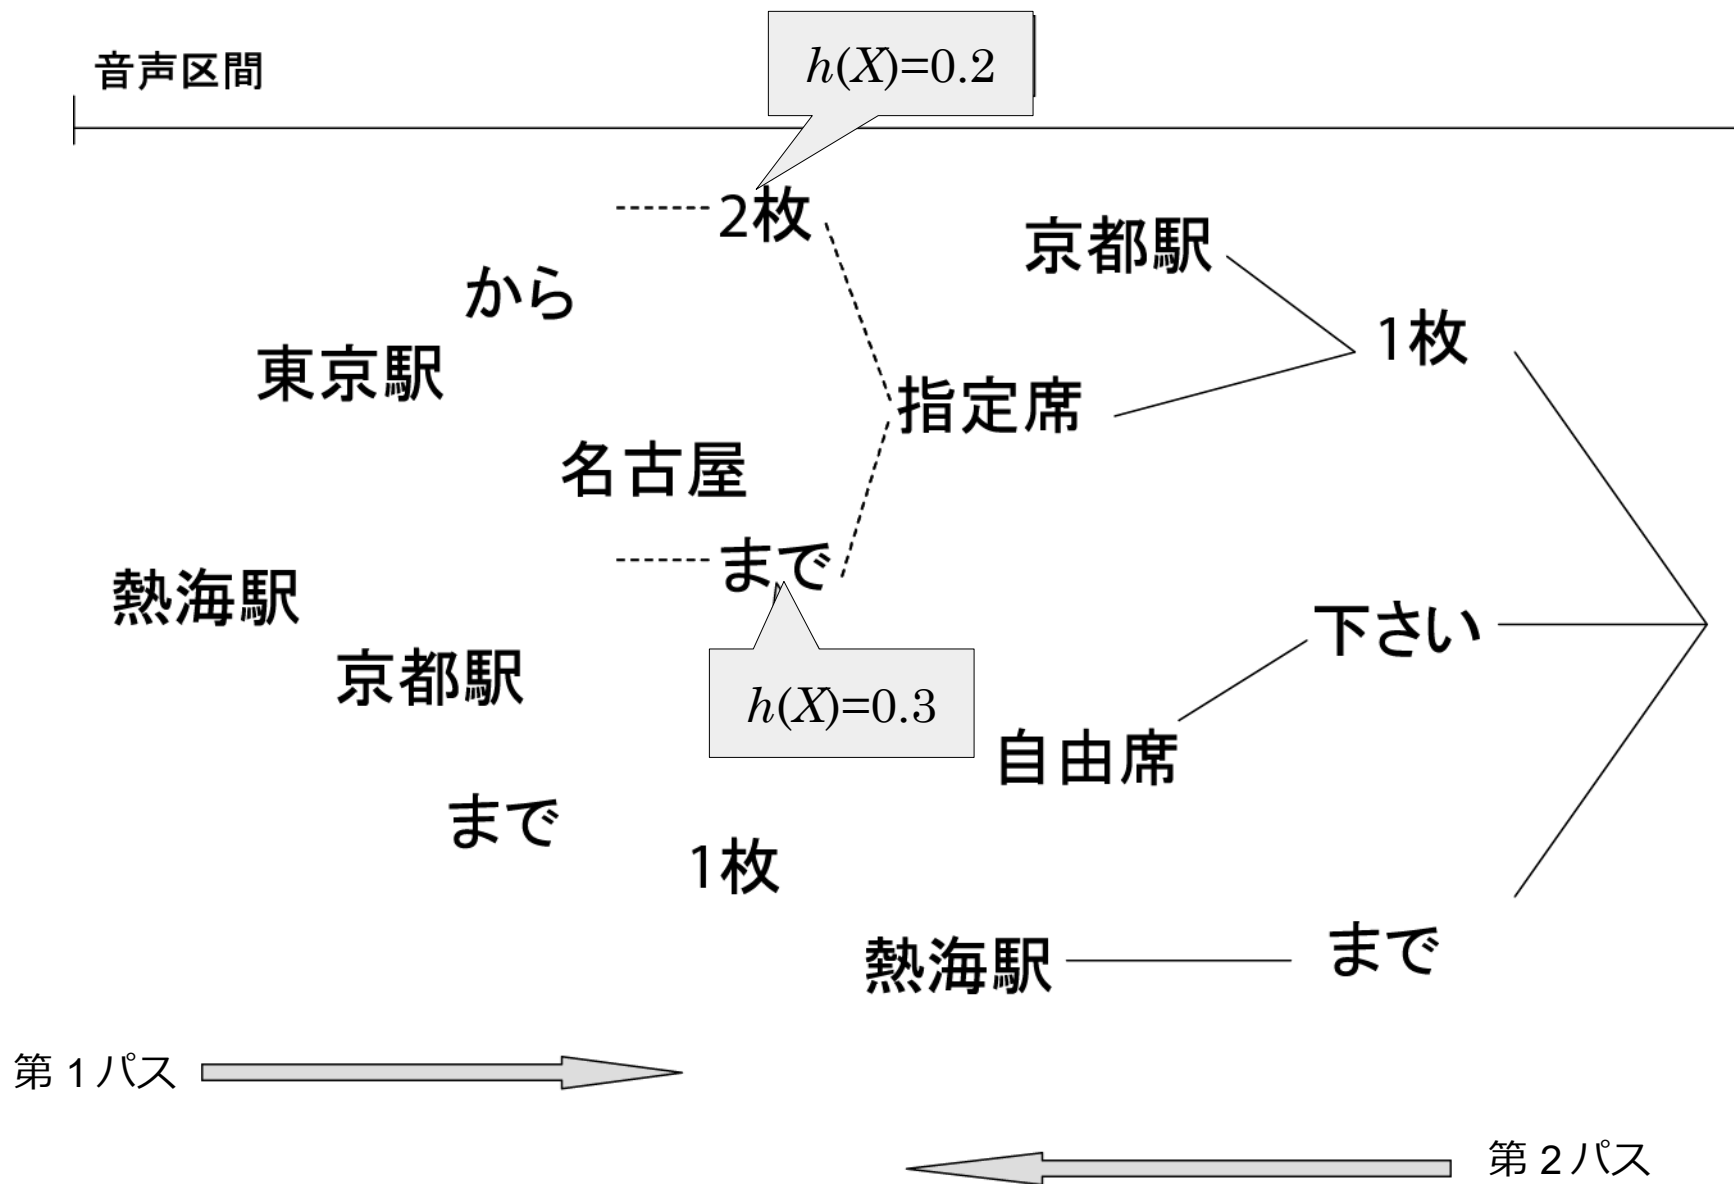 音声区間
h(X)=0.2
2枚
京都駅
から
1枚
東京駅
指定席
名古屋
まで
熱海駅
下さい
京都駅
h(X)=0.3
自由席
まで
1枚
熱海駅
まで
第1パス
第2パス